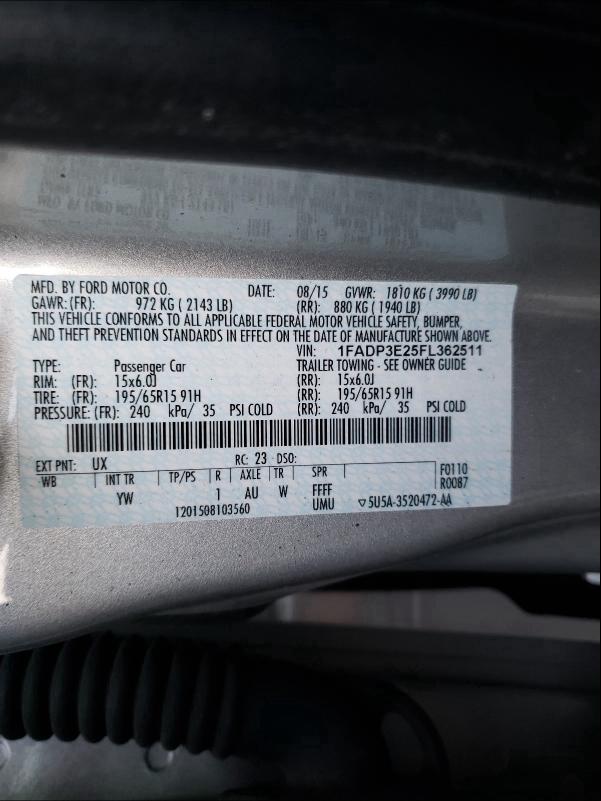 MFD. BY FORD MOTOR CO. DATE: 08/15 GVWR: 1810 KG ( 3990 LB)
GAWR: (FR): 972 KG ( 2143 LB) (RR): 880 KG ( 1940 LB)
THIS VEHICLE CONFORMS TO ALL APPLICABLE FEDERAL MOTOR VEHICLE SAFETY, BUMPER,
AND THEFT PREVENTION STANDARDS IN EFFECT ON THE DATE OF MANUFACTURE SHOWN ABOVE.
VIN: 1FADP3E25FL362511
TYPE: Passenger Car TRAILER TOWING - SEE OWNER GUIDE
RIM: (FR): 15x6.0J (RR): 15x6.0J
TIRE: (FR): 195/65R15 91H (RR): 195/65R15 91H
PRESSURE: (FR): 240 kPa/ 35 PSI COLD (RR): 240 kPa/ 35 PSI COLD
EXT PNT: UX RC: 23 DSO: F0110
WB INT TR TP/PS R AXLE TR SPR R0087
YW 1 AU W FFFF
1201508103560 UMU ▽5U5A-3520472-AA